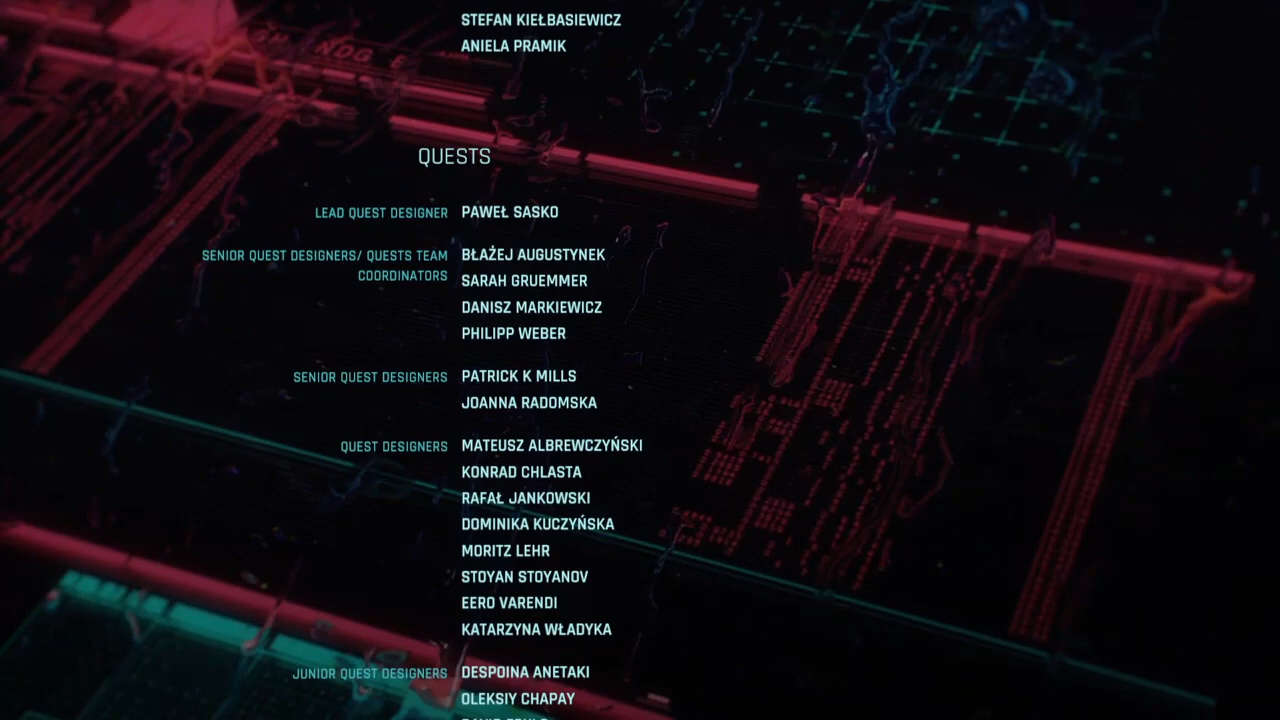 STEFAN KIEŁBASIEWICZ
ANIELA PRAMIK
QUESTS
LEAD QUEST DESIGNER PAWEŁ SASKO
SENIOR QUEST DESIGNERS/ QUESTS TEAM COORDINATORS BŁAŻEJ AUGUSTYNEK
SARAH GRUEMMER
DANISZ MARKIEWICZ
PHILIPP WEBER
SENIOR QUEST DESIGNERS PATRICK K MILLS
JOANNA RADOMSKA
QUEST DESIGNERS MATEUSZ ALBREWCZYŃSKI
KONRAD CHLASTA
RAFAŁ JANKOWSKI
DOMINIKA KUCZYŃSKA
MORITZ LEHR
STOYAN STOYANOV
EERO VARENDI
KATARZYNA WŁADYKA
JUNIOR QUEST DESIGNERS DESPOINA ANETAKI
OLEKSIY CHAPAY